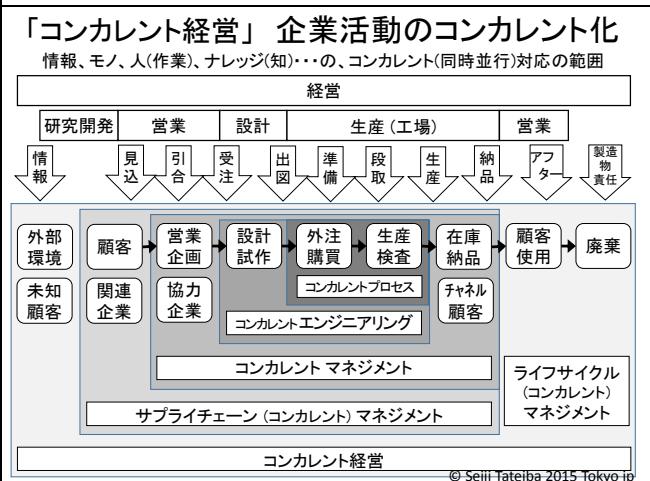 「コンカレント経営」 企業活動のコンカレント化
情報、モノ、人(作業)、ナレッジ(知)・・・の、コンカレント(同時並行)対応の範囲
経営
研究開発 営業 設計 生産 (工場) 営業
情報
見込
引合
受注
出図
準備
段取
生産
納品
アフター
製造物責任
外部環境
顧客
営業企画
設計試作
外注購買
生産検査
在庫納品
顧客使用
廃棄
未知顧客
関連企業
協力企業
コンカレントプロセス
チャネル顧客
コンカレントエンジニアリング
コンカレント マネジメント
ライフサイクル
(コンカレント)
マネジメント
サプライチェーン (コンカレント) マネジメント
コンカレント経営
© Seiji Tateiba 2015 Tokyo jp